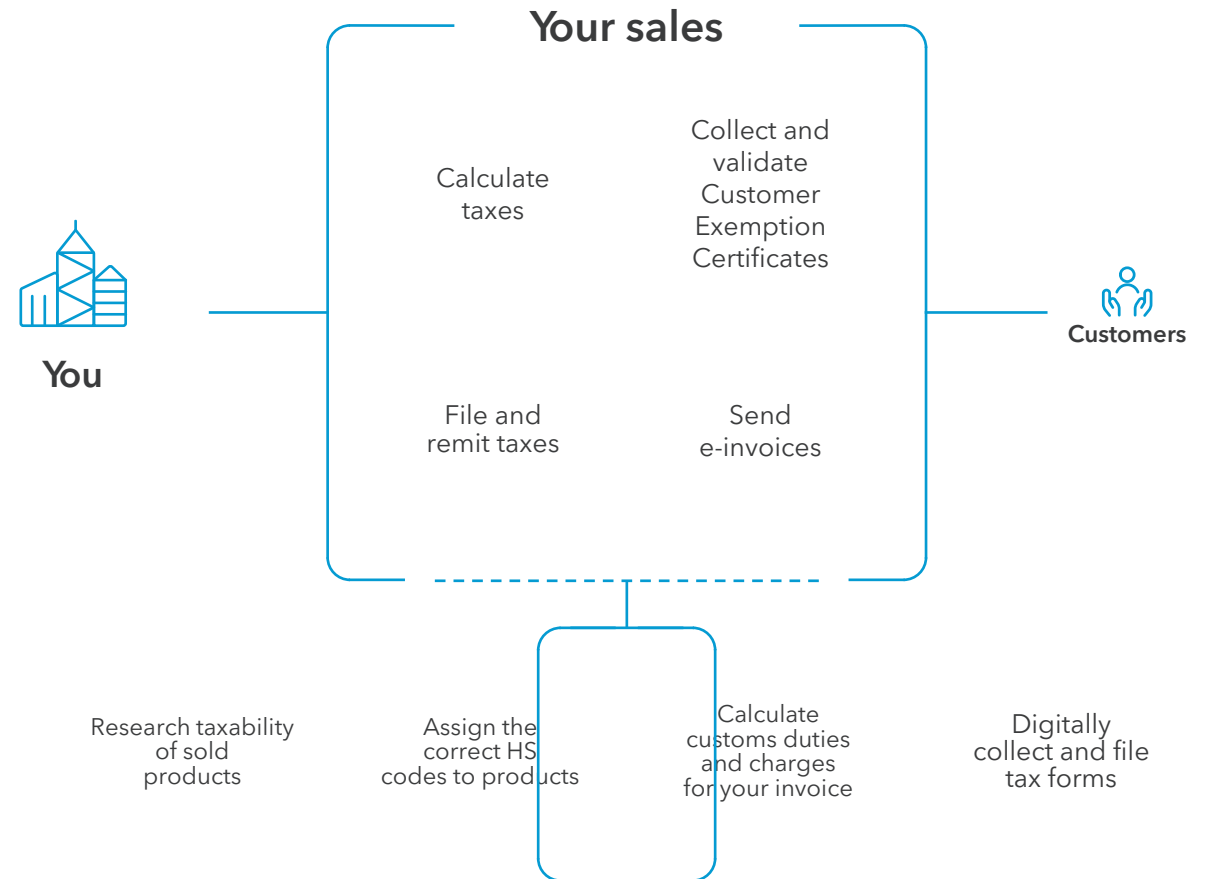 Your sales
Calculate
taxes
Collect and
validate
Customer
Exemption
Certificates
You
Customers
File and
remit taxes
Send
e-invoices
Research taxability
of sold
products
Assign the
correct HS
codes to products
Calculate
customs duties
and charges
for your invoice
Digitally
collect and file
tax forms